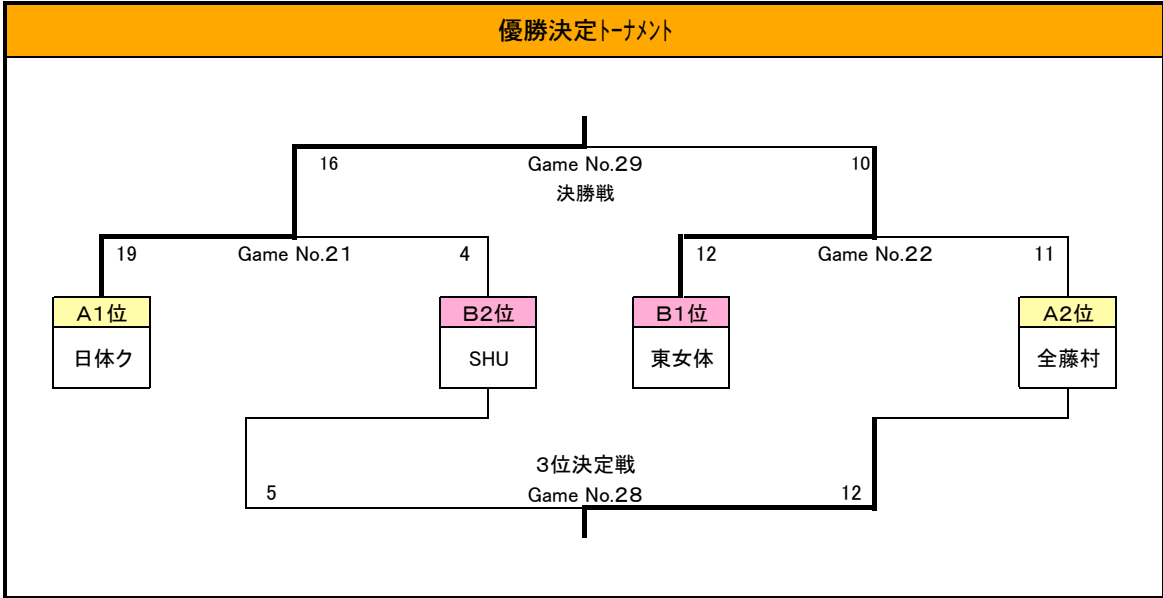 優勝決定ﾄｰﾅﾒﾝﾄ
16 Game No.29 10
決勝戦
19 Game No.21 4 12 Game No.22 11
A1位 B2位 B1位 A2位
日体ク SHU 東女体 全藤村
3位決定戦
5 Game No.28 12